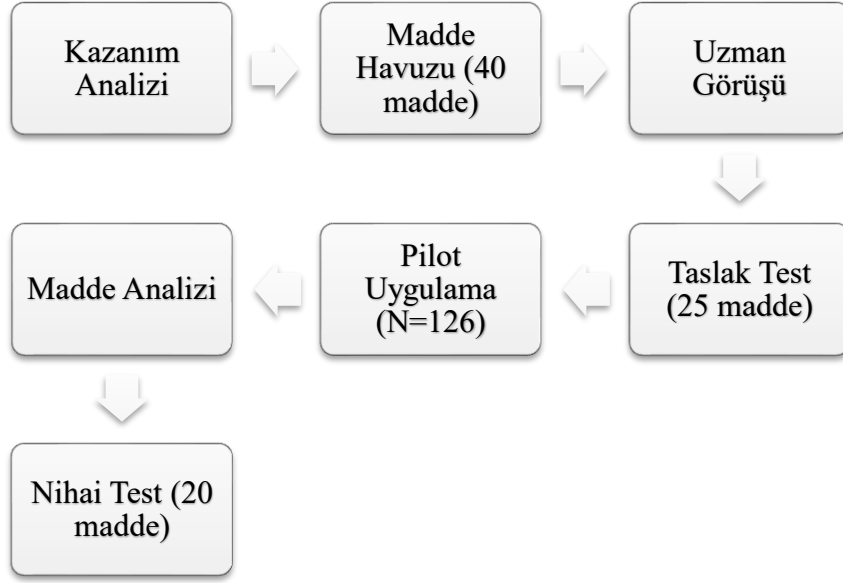 Kazanım
Analizi
Madde
Havuzu (40
madde)
Uzman
Görüşü
Taslak Test
(25 madde)
Pilot
Uygulama
(N=126)
Madde Analizi
Nihai Test (20
madde)